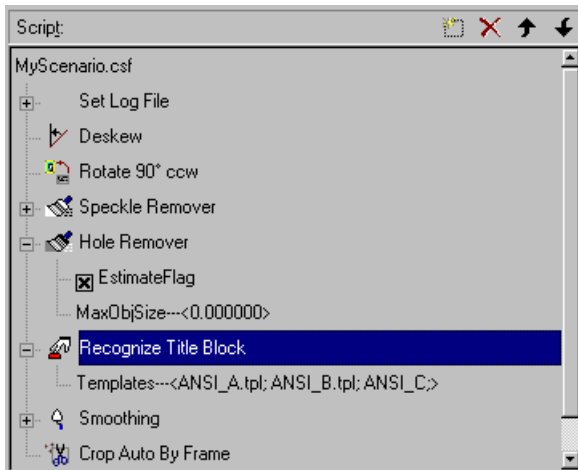 Script:
MyScenario.csf
Set Log File
Deskew
Rotate 90° ccw
Speckle Remover
Hole Remover
EstimateFlag
MaxObjSize---<0.000000>
Recognize Title Block
Templates---<ANSI_A.tpl; ANSI_B.tpl; ANSI_C;>
Smoothing
Crop Auto By Frame